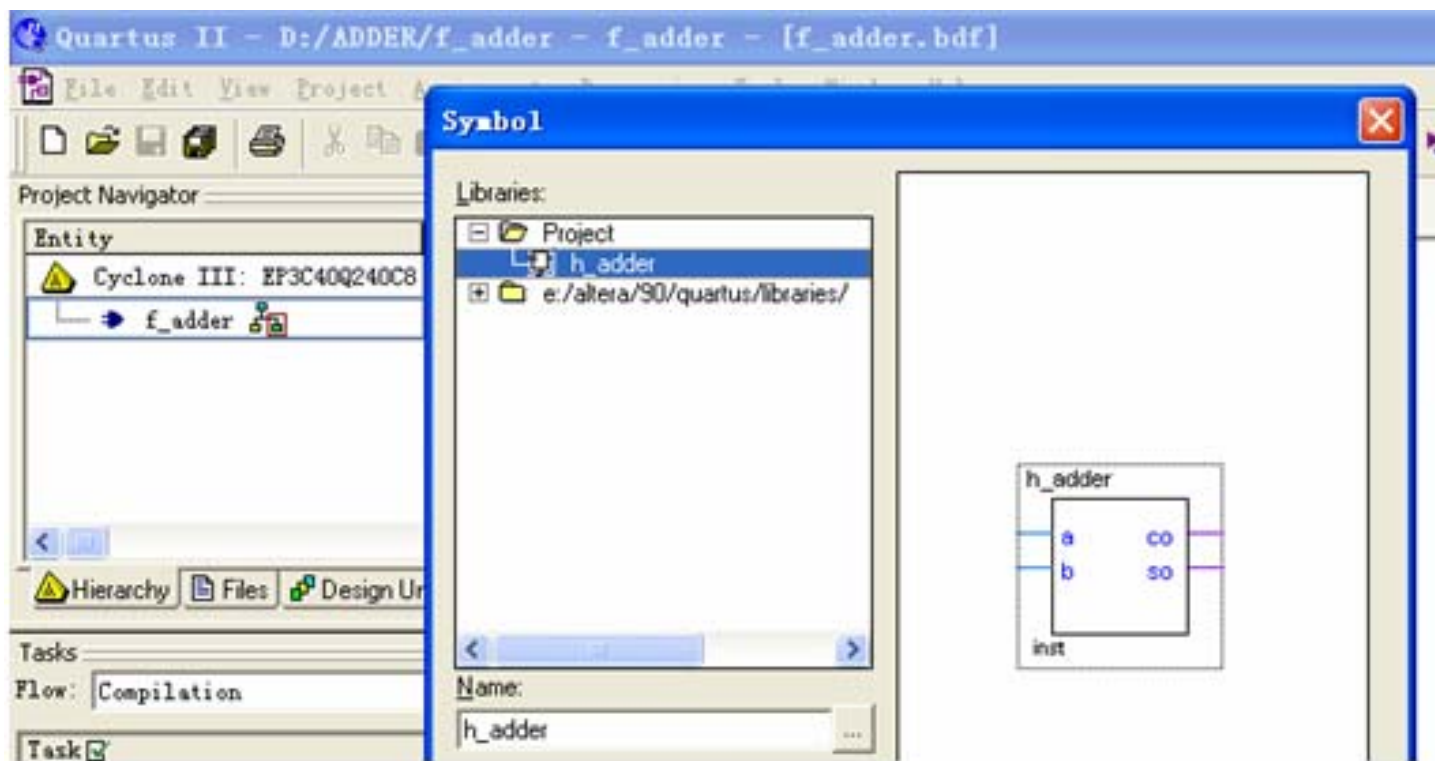 Quartus II - D:/ADDER/f_adder - f_adder - [f_adder.bdf]
File Edit View Project
Symbol
Project Navigator
Entity
Cyclone III: EP3C40Q240C8
f_adder
Hierarchy Files Design Un
Tasks
Flow: Compilation
Task
Libraries:
Project
h_adder
e:/altera/90/quartus/libraries/
Name:
h_adder
...
h_adder
a co
b so
inst